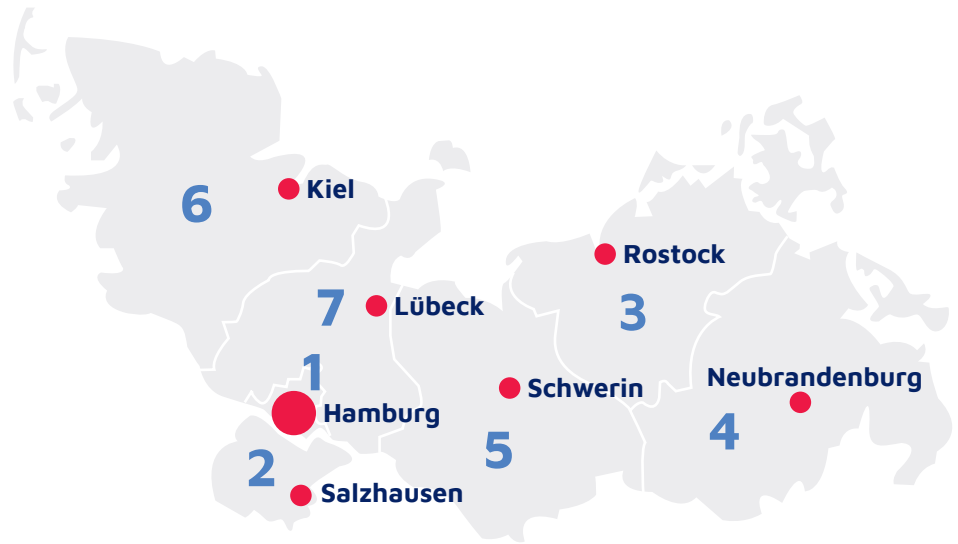 6
Kiel
Rostock
7
Lübeck
3
1
Neubrandenburg
Schwerin
Hamburg
4
5
2
Salzhausen